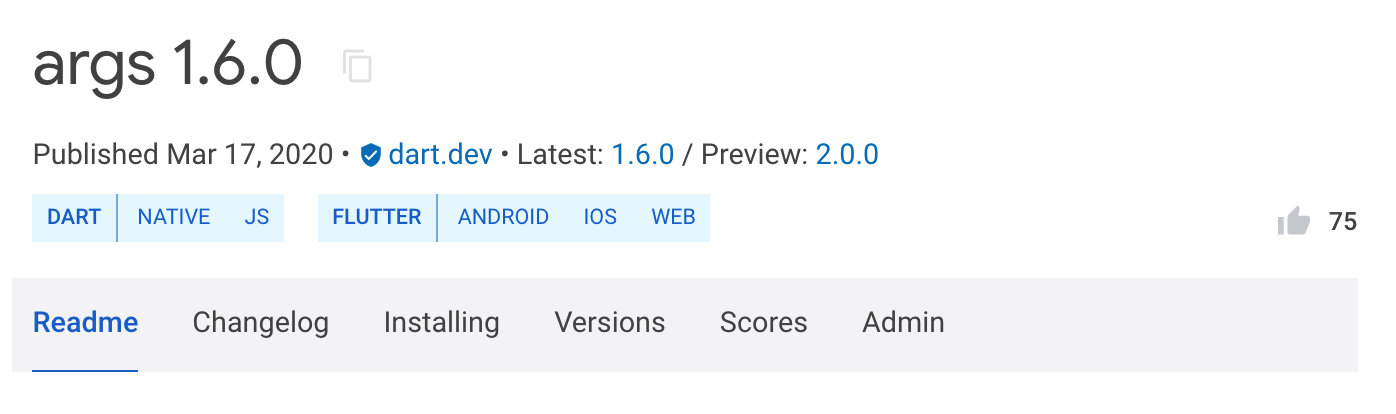 args 1.6.0
Published Mar 17, 2020 • dart.dev • Latest: 1.6.0 / Preview: 2.0.0
DART NATIVE JS FLUTTER ANDROID IOS WEB 75
Readme Changelog Installing Versions Scores Admin